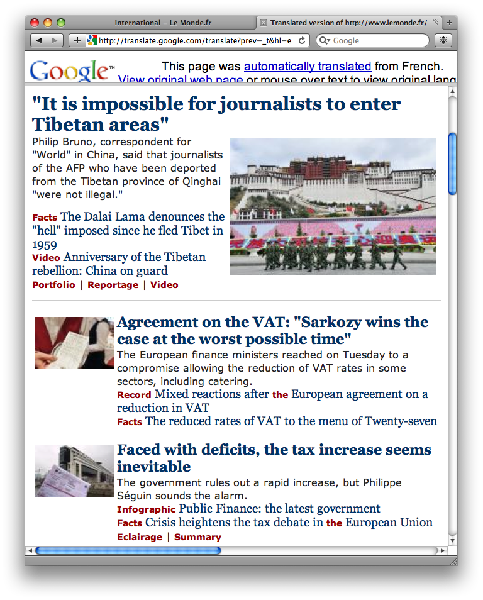 International - Le Monde.fr
Translated version of http://www.lemonde.fr/
http://translate.google.com/translate?prev=_t&hl=e
Google
Google™
This page was automatically translated from French.
View original web page or mouse over text to view original lang
"It is impossible for journalists to enter
Tibetan areas"
Philip Bruno, correspondent for
"World" in China, said that journalists
of the AFP who have been deported
from the Tibetan province of Qinghai
"were not illegal."
Facts The Dalai Lama denounces the
"hell" imposed since he fled Tibet in
1959
Video Anniversary of the Tibetan
rebellion: China on guard
Portfolio | Reportage | Video
Agreement on the VAT: "Sarkozy wins the
case at the worst possible time"
The European finance ministers reached on Tuesday to a
compromise allowing the reduction of VAT rates in some
sectors, including catering.
Record Mixed reactions after the European agreement on a
reduction in VAT
Facts The reduced rates of VAT to the menu of Twenty-seven
Faced with deficits, the tax increase seems
inevitable
The government rules out a rapid increase, but Philippe
Séguin sounds the alarm.
Infographic Public Finance: the latest government
Facts Crisis heightens the tax debate in the European Union
Eclairage | Summary